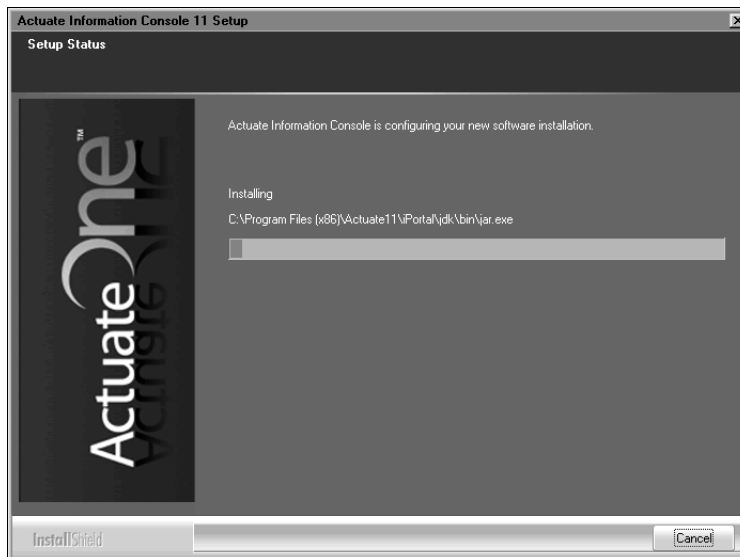 Actuate Information Console 11 Setup
Setup Status
Actuate One™
Actuate Information Console is configuring your new software installation.
Installing
C:\Program Files (x86)\Actuate11\iPortal\jdk\bin\jar.exe
InstallShield
Cancel